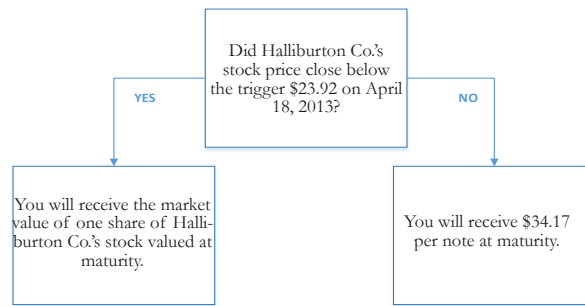 Did Halliburton Co.'s
stock price close below
the trigger $23.92 on April
18, 2013?
YES
NO
You will receive the market
value of one share of Halli-
burton Co.'s stock valued at
maturity.
You will receive $34.17
per note at maturity.